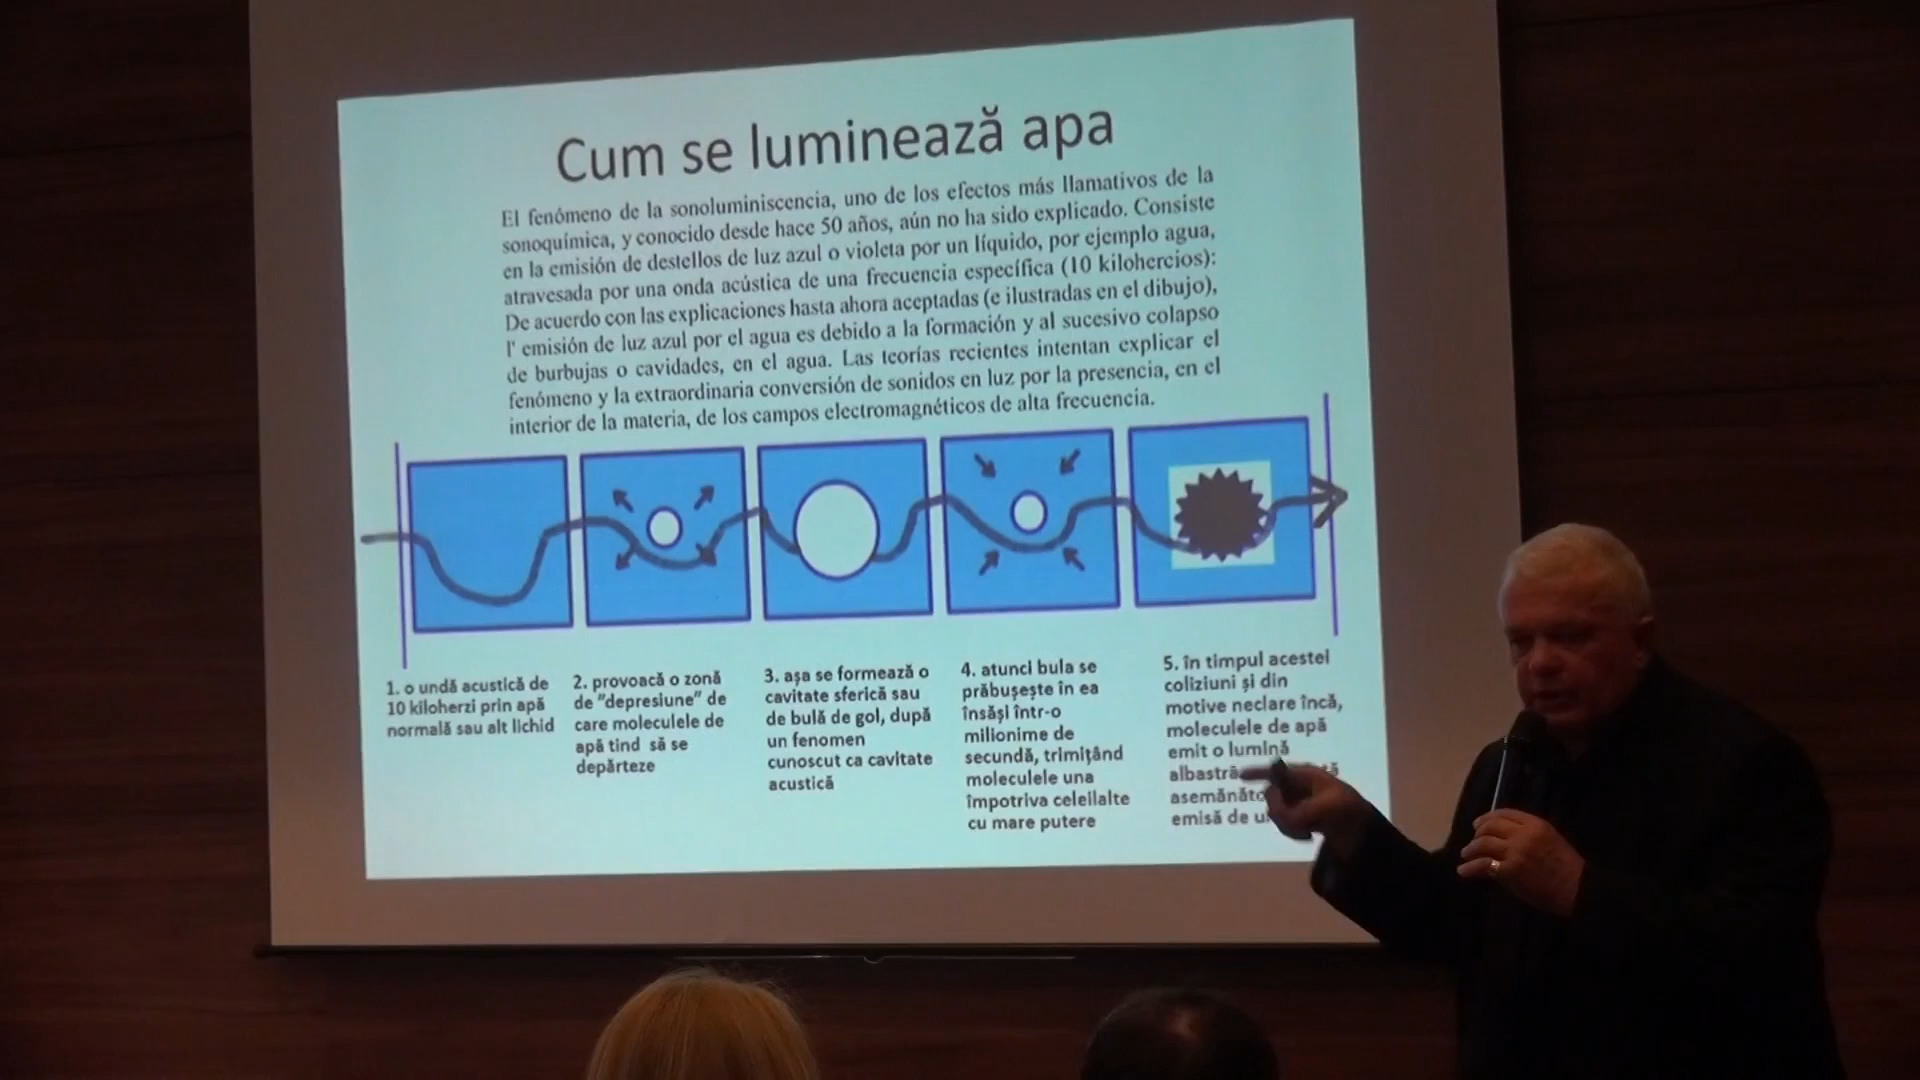 Cum se luminează apa
El fenómeno de la sonoluminiscencia, uno de los efectos más llamativos de la
sonoquímica, y conocido desde hace 50 años, aún no ha sido explicado. Consiste
en la emisión de destellos de luz azul o violeta por un líquido, por ejemplo agua,
atravesada por una onda acústica de una frecuencia específica (10 kilohercios):
De acuerdo con las explicaciones hasta ahora aceptadas (e ilustradas en el dibujo),
l' emisión de luz azul por el agua es debido a la formación y al sucesivo colapso
de burbujas o cavidades, en el agua. Las teorías recientes intentan explicar el
fenómeno y la extraordinaria conversión de sonidos en luz por la presencia, en el
interior de la materia, de los campos electromagnéticos de alta frecuencia.
1. o undă acustică de
10 kiloherzi prin apă
normală sau alt lichid
2. provoacă o zonă
de "depresiune" de
care moleculele de
apă tind să se
depărteze
3. așa se formează o
cavitate sferică sau
de bulă de gol, după
un fenomen
cunoscut ca cavitate
acustică
4. atunci bula se
prăbușește în ea
însăși într-o
milionime de
secundă, trimițând
moleculele una
împotriva celeilalte
cu mare putere
5. în timpul acestei
coliziuni și din
motive neclare încă,
moleculele de apă
emit o lumină
albastră
emisă de